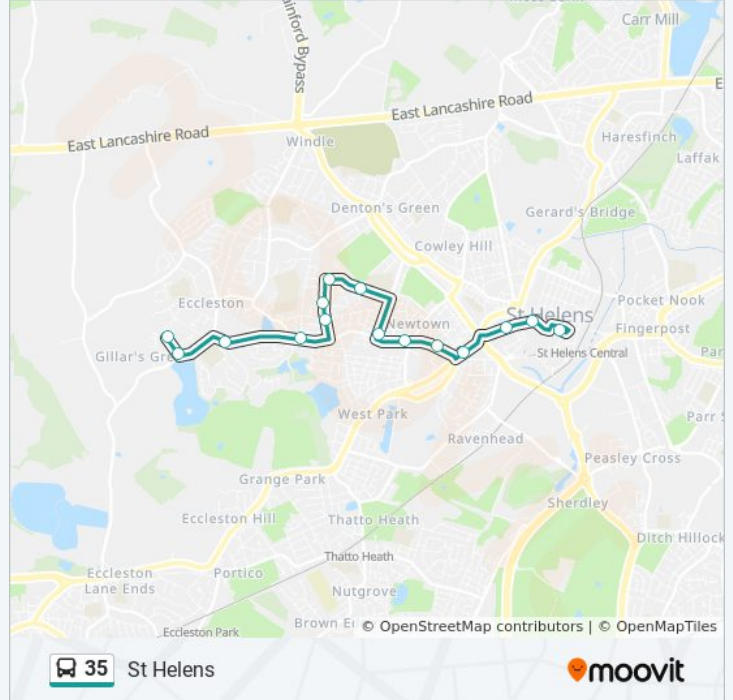 ainford Bypass
Carr Mill
East Lancashire Road
East Lancashire Road
E
Windle
Haresfinch
Laffak
Denton's Green
Gerard's Bridge
Cowley Hill
Eccleston
St Helens
Pocket Nook
Newtown
Fingerpost
Gillar's Gre
St Helens Central
Par
West Park
Parr S
Ravenhead
Peasley Cross
Grange Park
Sherdley
Eccleston Hill
Thatto Heath
Ditch Hillock
Thatto Heath
Eccleston
Lane Ends
Portico
Nutgrove
Eccleston Park
Brown E
© OpenStreetMap contributors | © OpenMapTiles
35 St Helens
moovit